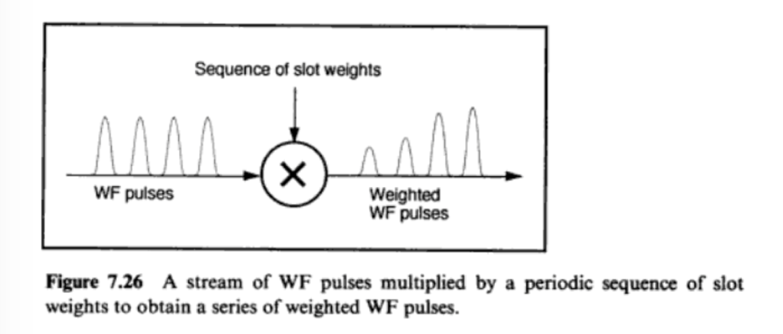 Sequence of slot weights
×
WF pulses
Weighted
WF pulses
Figure 7.26 A stream of WF pulses multiplied by a periodic sequence of slot
weights to obtain a series of weighted WF pulses.